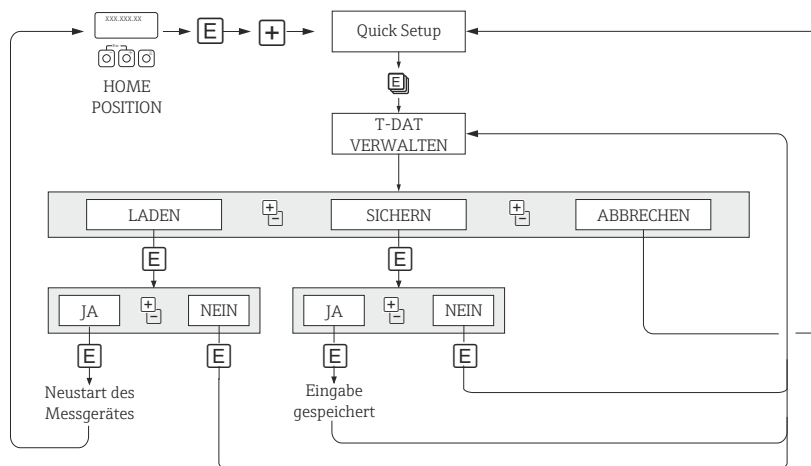 XXX.XXX.XX
Esc
E
+
Quick Setup
HOME
POSITION
E
T-DAT
VERWALTEN
LADEN
+
-
SICHERN
+
-
ABBRECHEN
E
E
JA
+
-
NEIN
JA
+
-
NEIN
E
E
E
E
Neustart des
Messgerätes
Eingabe
gespeichert